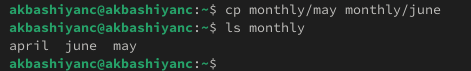 akbashiyanc@akbashiyanc:~$ cp monthly/may monthly/june
akbashiyanc@akbashiyanc:~$ ls monthly
april  june  may
akbashiyanc@akbashiyanc:~$